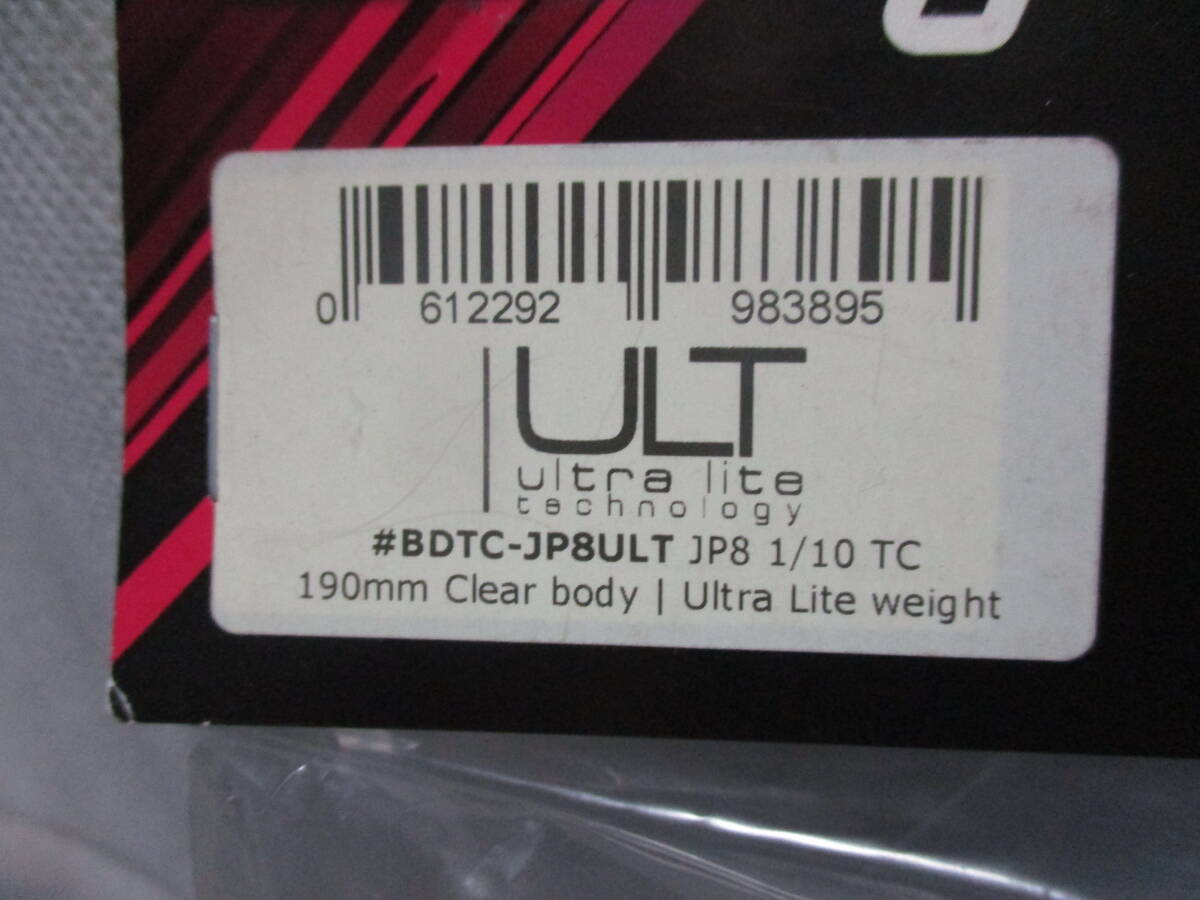 0 612292 983895
ULT
ultra lite
technology
#BDTC-JP8ULT JP8 1/10 TC
190mm Clear body | Ultra Lite weight